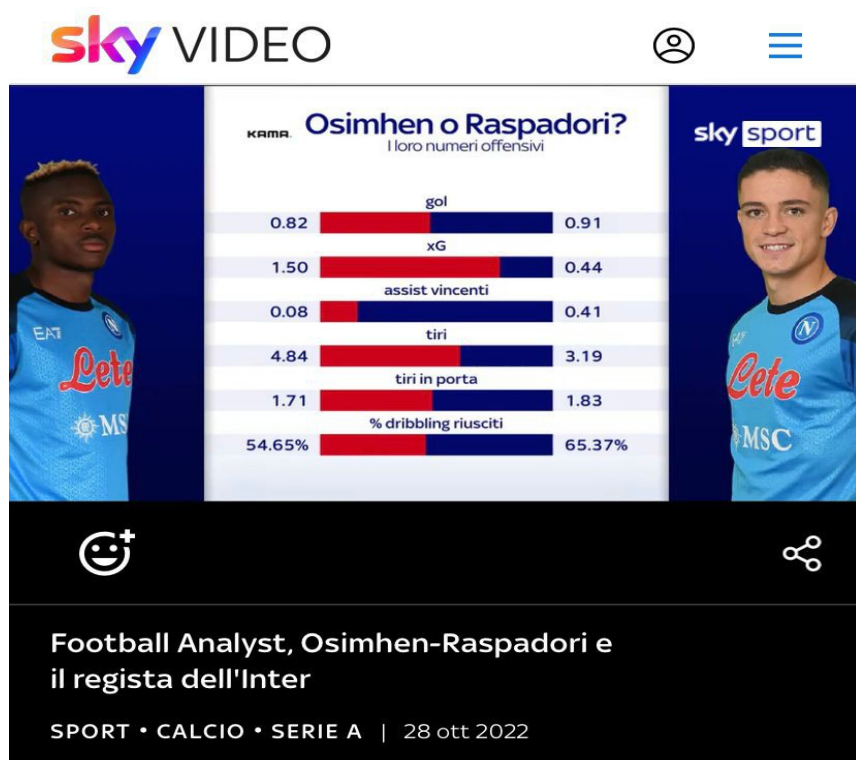 sky VIDEO
KAMA. Osimhen o Raspadori?
I loro numeri offensivi
sky sport
gol
0.82 0.91
xG
1.50 0.44
assist vincenti
0.08 0.41
tiri
4.84 3.19
tiri in porta
1.71 1.83
% dribbling riusciti
54.65% 65.37%
EA7
N
Lete
MSC
N
Lete
MSC
Football Analyst, Osimhen-Raspadori e
il regista dell'Inter
SPORT • CALCIO • SERIE A | 28 ott 2022